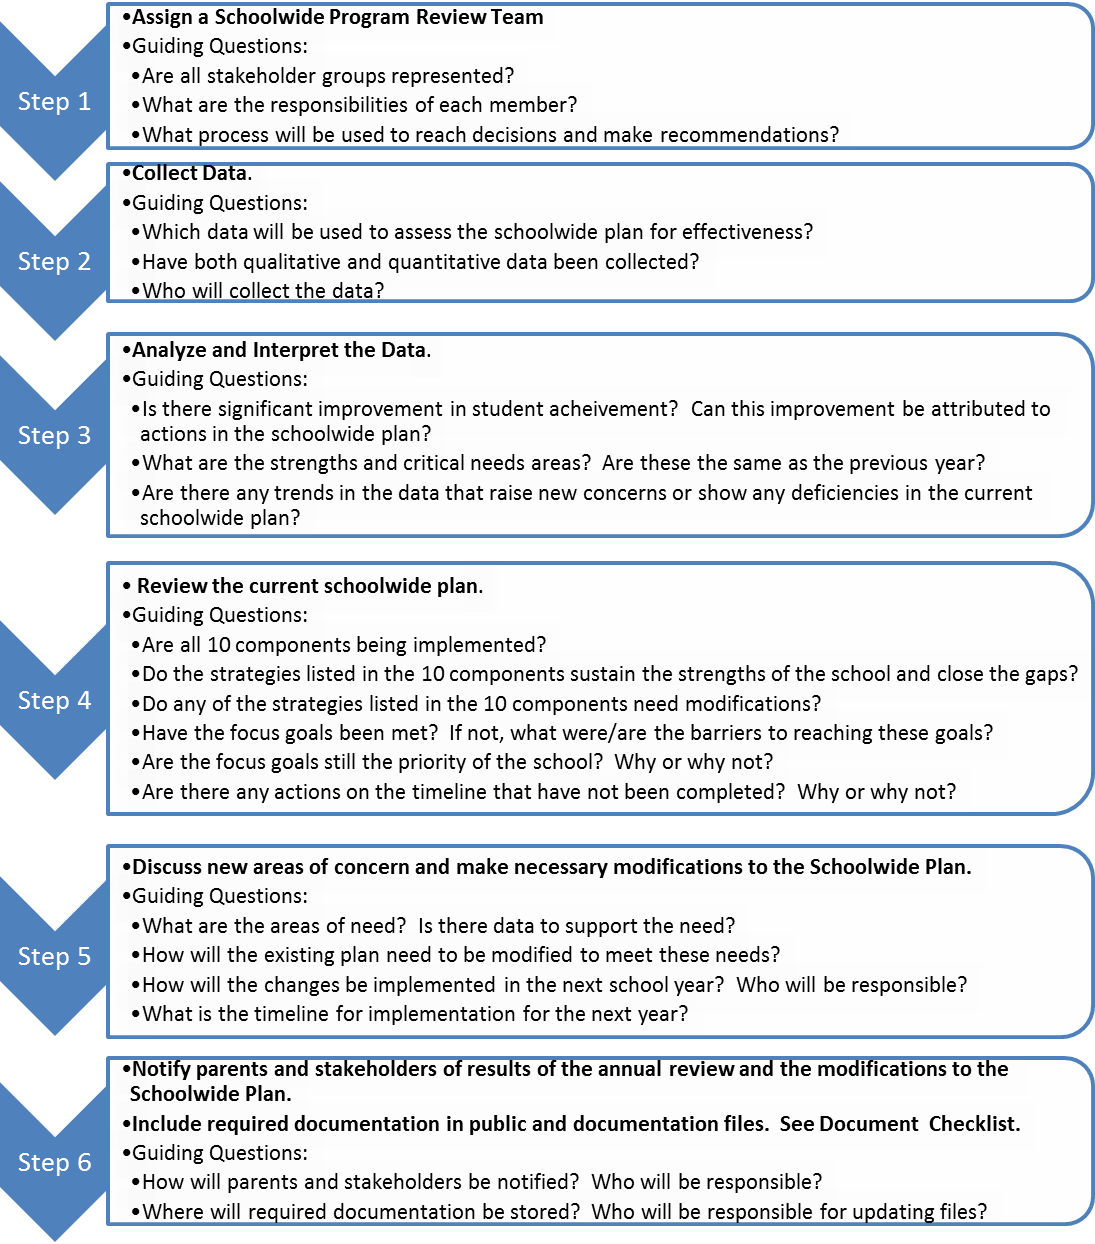 Step 1
•Assign a Schoolwide Program Review Team
•Guiding Questions:
•Are all stakeholder groups represented?
•What are the responsibilities of each member?
•What process will be used to reach decisions and make recommendations?
Step 2
•Collect Data.
•Guiding Questions:
•Which data will be used to assess the schoolwide plan for effectiveness?
•Have both qualitative and quantitative data been collected?
•Who will collect the data?
Step 3
•Analyze and Interpret the Data.
•Guiding Questions:
•Is there significant improvement in student acheivement?  Can this improvement be attributed to
actions in the schoolwide plan?
•What are the strengths and critical needs areas?  Are these the same as the previous year?
•Are there any trends in the data that raise new concerns or show any deficiencies in the current
schoolwide plan?
Step 4
• Review the current schoolwide plan.
•Guiding Questions:
•Are all 10 components being implemented?
•Do the strategies listed in the 10 components sustain the strengths of the school and close the gaps?
•Do any of the strategies listed in the 10 components need modifications?
•Have the focus goals been met?  If not, what were/are the barriers to reaching these goals?
•Are the focus goals still the priority of the school?  Why or why not?
•Are there any actions on the timeline that have not been completed?  Why or why not?
Step 5
•Discuss new areas of concern and make necessary modifications to the Schoolwide Plan.
•Guiding Questions:
•What are the areas of need?  Is there data to support the need?
•How will the existing plan need to be modified to meet these needs?
•How will the changes be implemented in the next school year?  Who will be responsible?
•What is the timeline for implementation for the next year?
Step 6
•Notify parents and stakeholders of results of the annual review and the modifications to the
Schoolwide Plan.
•Include required documentation in public and documentation files.  See Document  Checklist.
•Guiding Questions:
•How will parents and stakeholders be notified?  Who will be responsible?
•Where will required documentation be stored?  Who will be responsible for updating files?